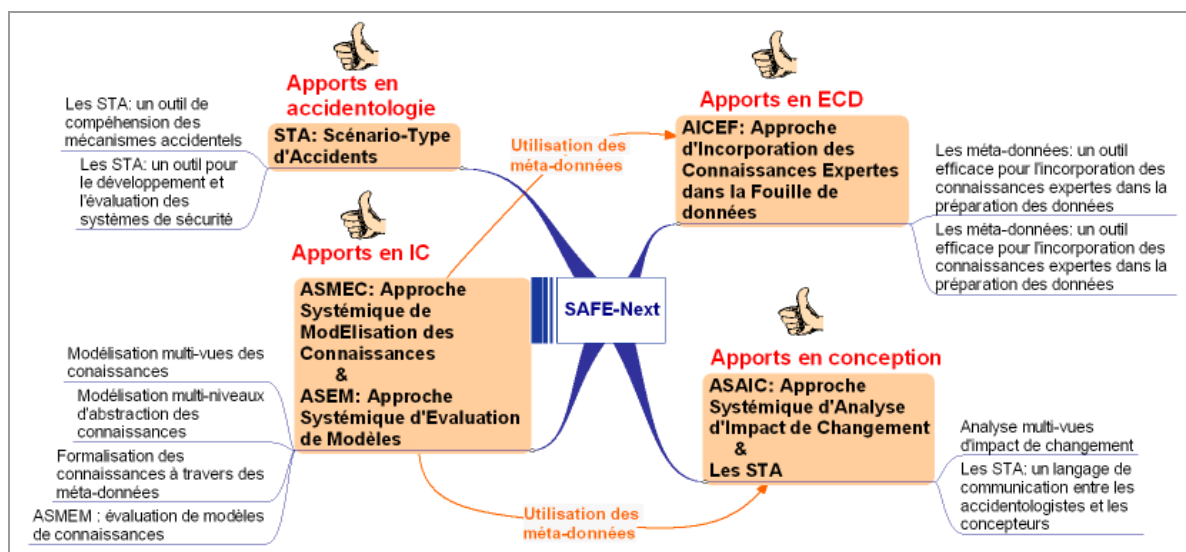 Apports en
accidentologie
STA: Scénario-Type
d'Accidents
Les STA: un outil de
compéhension des
mécanismes accidentels
Les STA: un outil pour
le développement et
l'évaluation des
systèmes de sécurité
Utilisation des
méta-données
Apports en ECD
AICEF: Approche
d'Incorporation des
Connaissances Expertes
dans la Fouille de
données
Les méta-données: un outil
efficace pour l'incorporation des
connaissances expertes dans la
préparation des données
Les méta-données: un outil
efficace pour l'incorporation des
connaissances expertes dans la
préparation des données
Apports en IC
ASMEC: Approche
Systémique de
ModElisation des
Connaissances
&
ASEM: Approche
Systémique d'Evaluation
de Modèles
SAFE-Next
Modélisation multi-vues des
conaissances
Modélisation multi-niveaux
d'abstraction des
connaissances
Formalisation des
connaissances à travers des
méta-données
ASMEM : évaluation de modèles
de connaissances
Apports en conception
ASAIC: Approche
Systémique d'Analyse
d'Impact de Changement
&
Les STA
Analyse multi-vues
d'impact de changement
Les STA: un langage de
communication entre les
accidentologistes et les
concepteurs
Utilisation des
méta-données